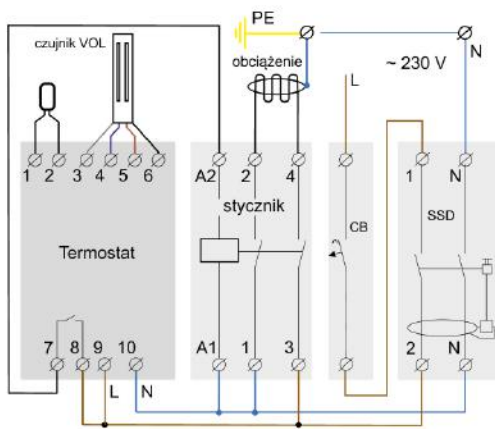 PE
czujnik VOL
obciążenie
~ 230 V
N
L
1 2 3 4 5 6
A2 2 4
1 N
stycznik
CB
SSD
Termostat
7 8 9 10
A1 1 3
2 N
L N